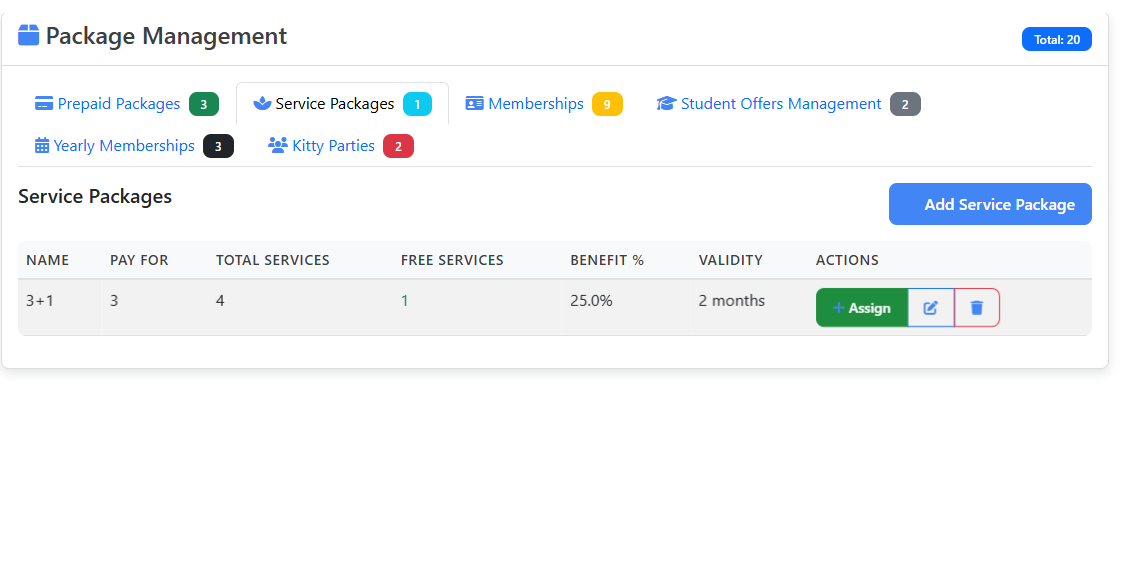 Package Management
Total: 20
Prepaid Packages 3 Service Packages 1 Memberships 9 Student Offers Management 2
Yearly Memberships 3 Kitty Parties 2
Service Packages
Add Service Package
NAME PAY FOR TOTAL SERVICES FREE SERVICES BENEFIT % VALIDITY ACTIONS
3+1 3 4 1 25.0% 2 months + Assign